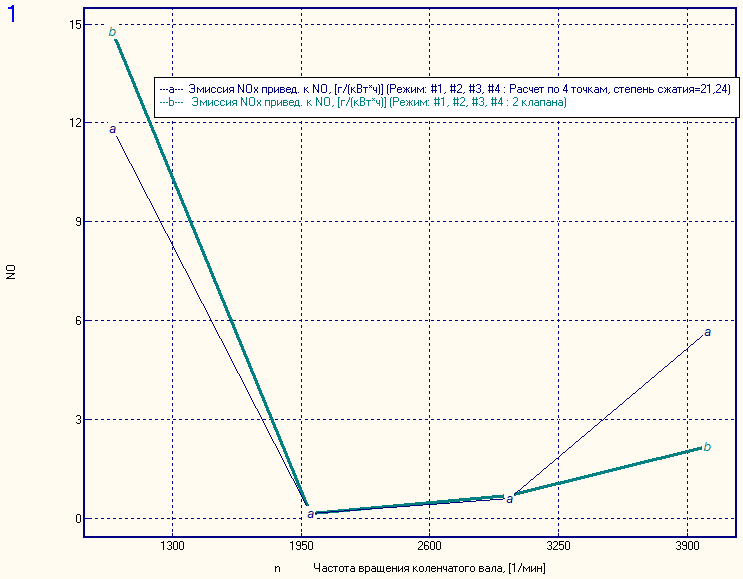 1
b
15
---a--- Эмиссия NOx привед. к NO, [г/(кВт*ч)] (Режим: #1, #2, #3, #4 : Расчет по 4 точкам, степень сжатия=21,24)
---b--- Эмиссия NOx привед. к NO, [г/(кВт*ч)] (Режим: #1, #2, #3, #4 : 2 клапана)
12
a
9
NO
6
a
3
b
a
a
0
1300 1950 2600 3250 3900
n Частота вращения коленчатого вала, [1/мин]